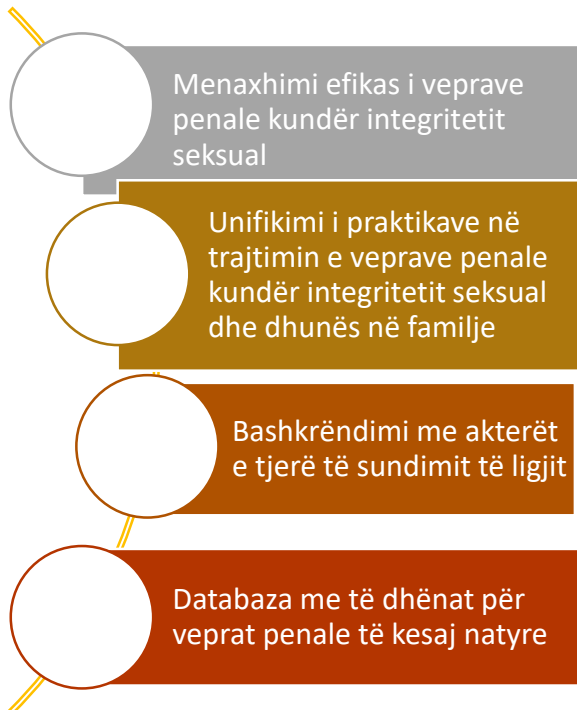 Menaxhimi efikas i veprave
penale kundër integritetit
seksual
Unifikimi i praktikave në
trajtimin e veprave penale
kundër integritetit seksual
dhe dhunës në familje
Bashkrëndimi me akterët
e tjerë të sundimit të ligjit
Databaza me të dhënat për
veprat penale të kesaj natyre